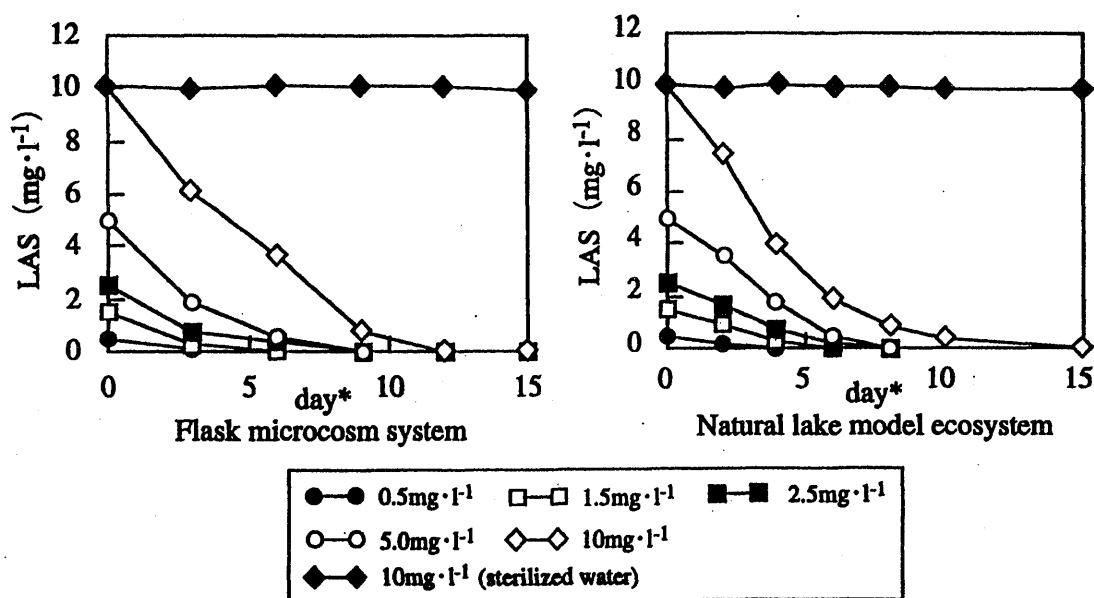 12
10
8
6
4
2
0
LAS (mg·l⁻¹)
0 5 10 15
day*
Flask microcosm system
12
10
8
6
4
2
0
LAS (mg·l⁻¹)
0 5 10 15
day*
Natural lake model ecosystem
0.5mg·l⁻¹ 1.5mg·l⁻¹ 2.5mg·l⁻¹
5.0mg·l⁻¹ 10mg·l⁻¹
10mg·l⁻¹ (sterilized water)